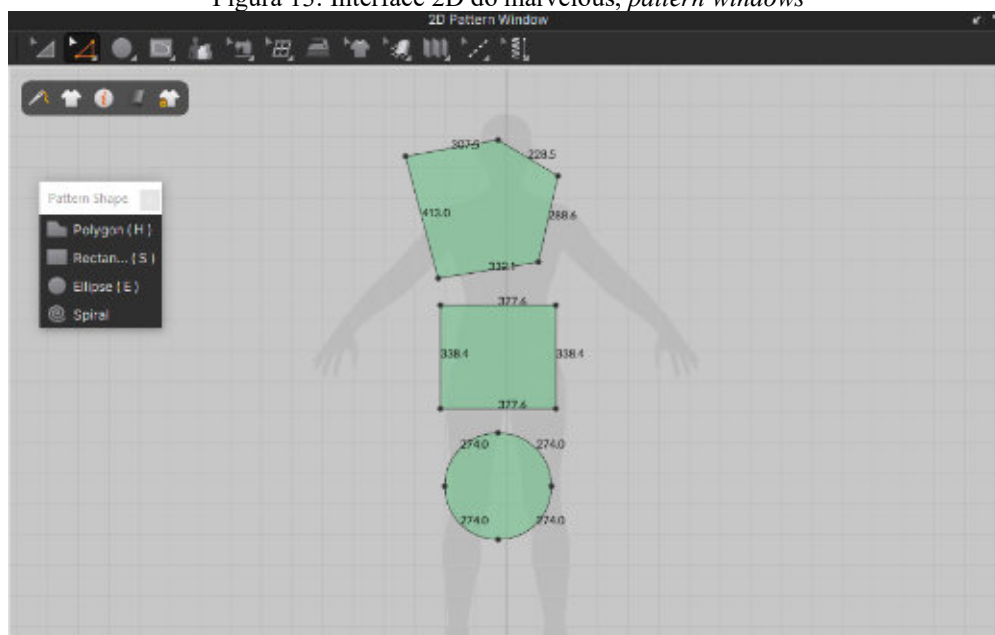 Figura 13: Interface 2D do marvelous, pattern windows
2D Pattern Window
307.5
228.5
413.0
288.6
332.1
Pattern Shape
Polygon ( H )
Rectan... ( S )
Ellipse ( E )
Spiral
377.6
338.4
338.4
377.6
274.0
274.0
274.0
274.0